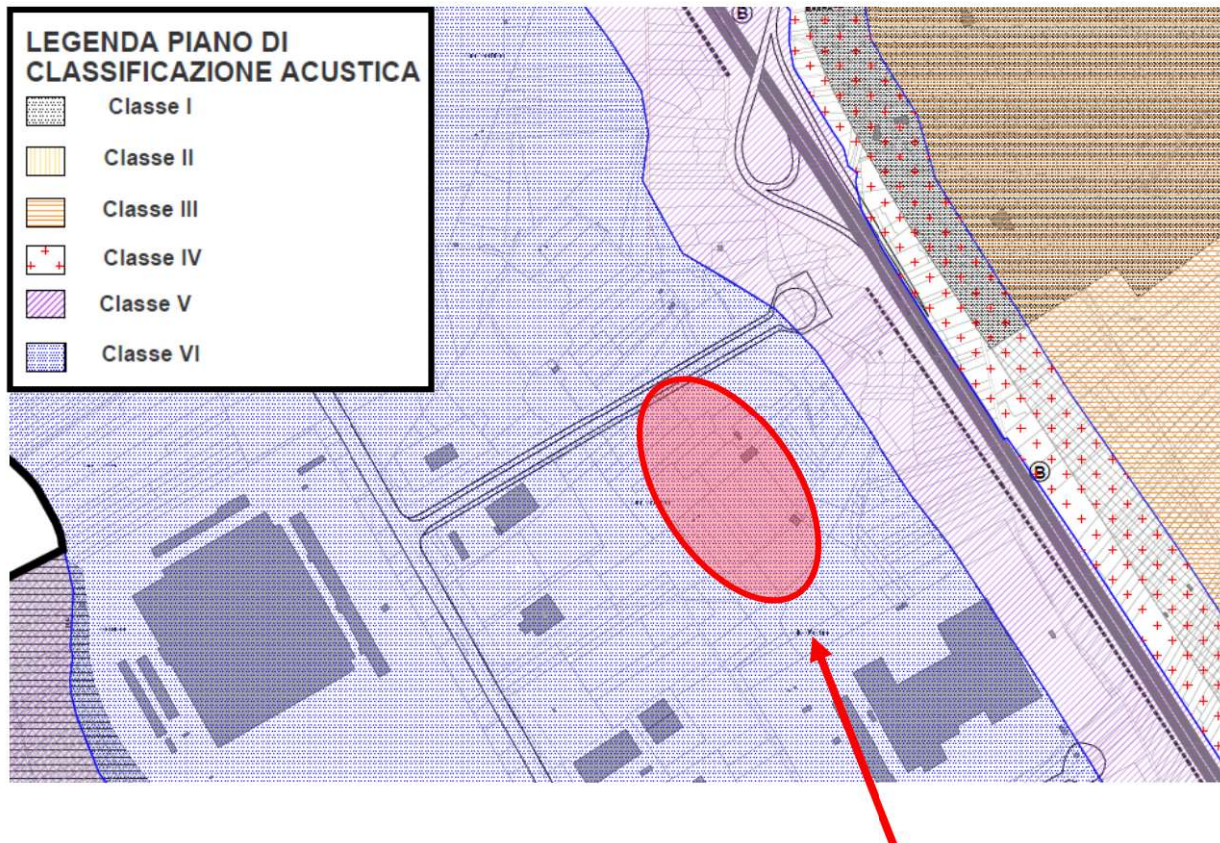 LEGENDA PIANO DI
CLASSIFICAZIONE ACUSTICA
Classe I
Classe II
Classe III
Classe IV
Classe V
Classe VI
B
B